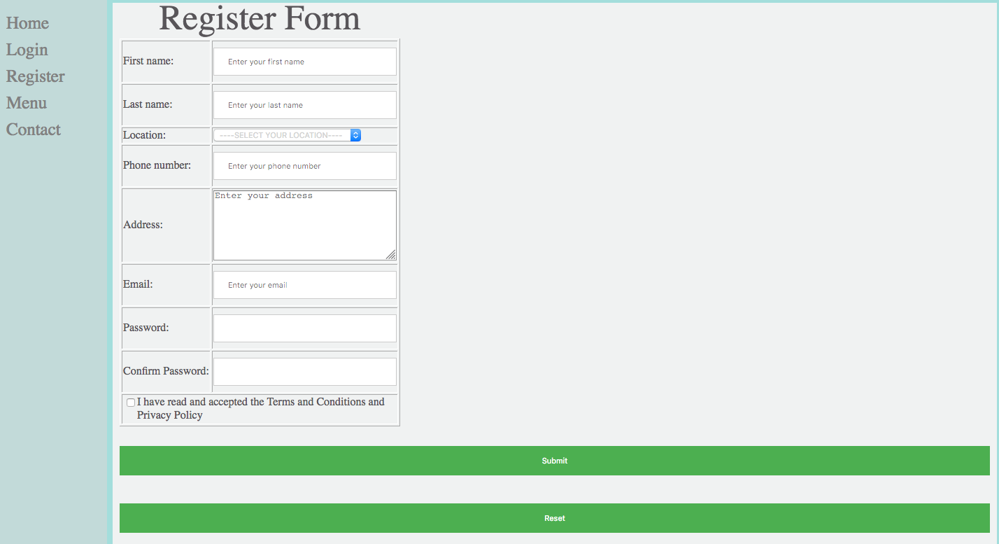 Home
Login
Register
Menu
Contact
Register Form
First name:
Enter your first name
Last name:
Enter your last name
Location:
----SELECT YOUR LOCATION----
Phone number:
Enter your phone number
Address:
Enter your address
Email:
Enter your email
Password:
Confirm Password:
I have read and accepted the Terms and Conditions and
Privacy Policy
Submit
Reset